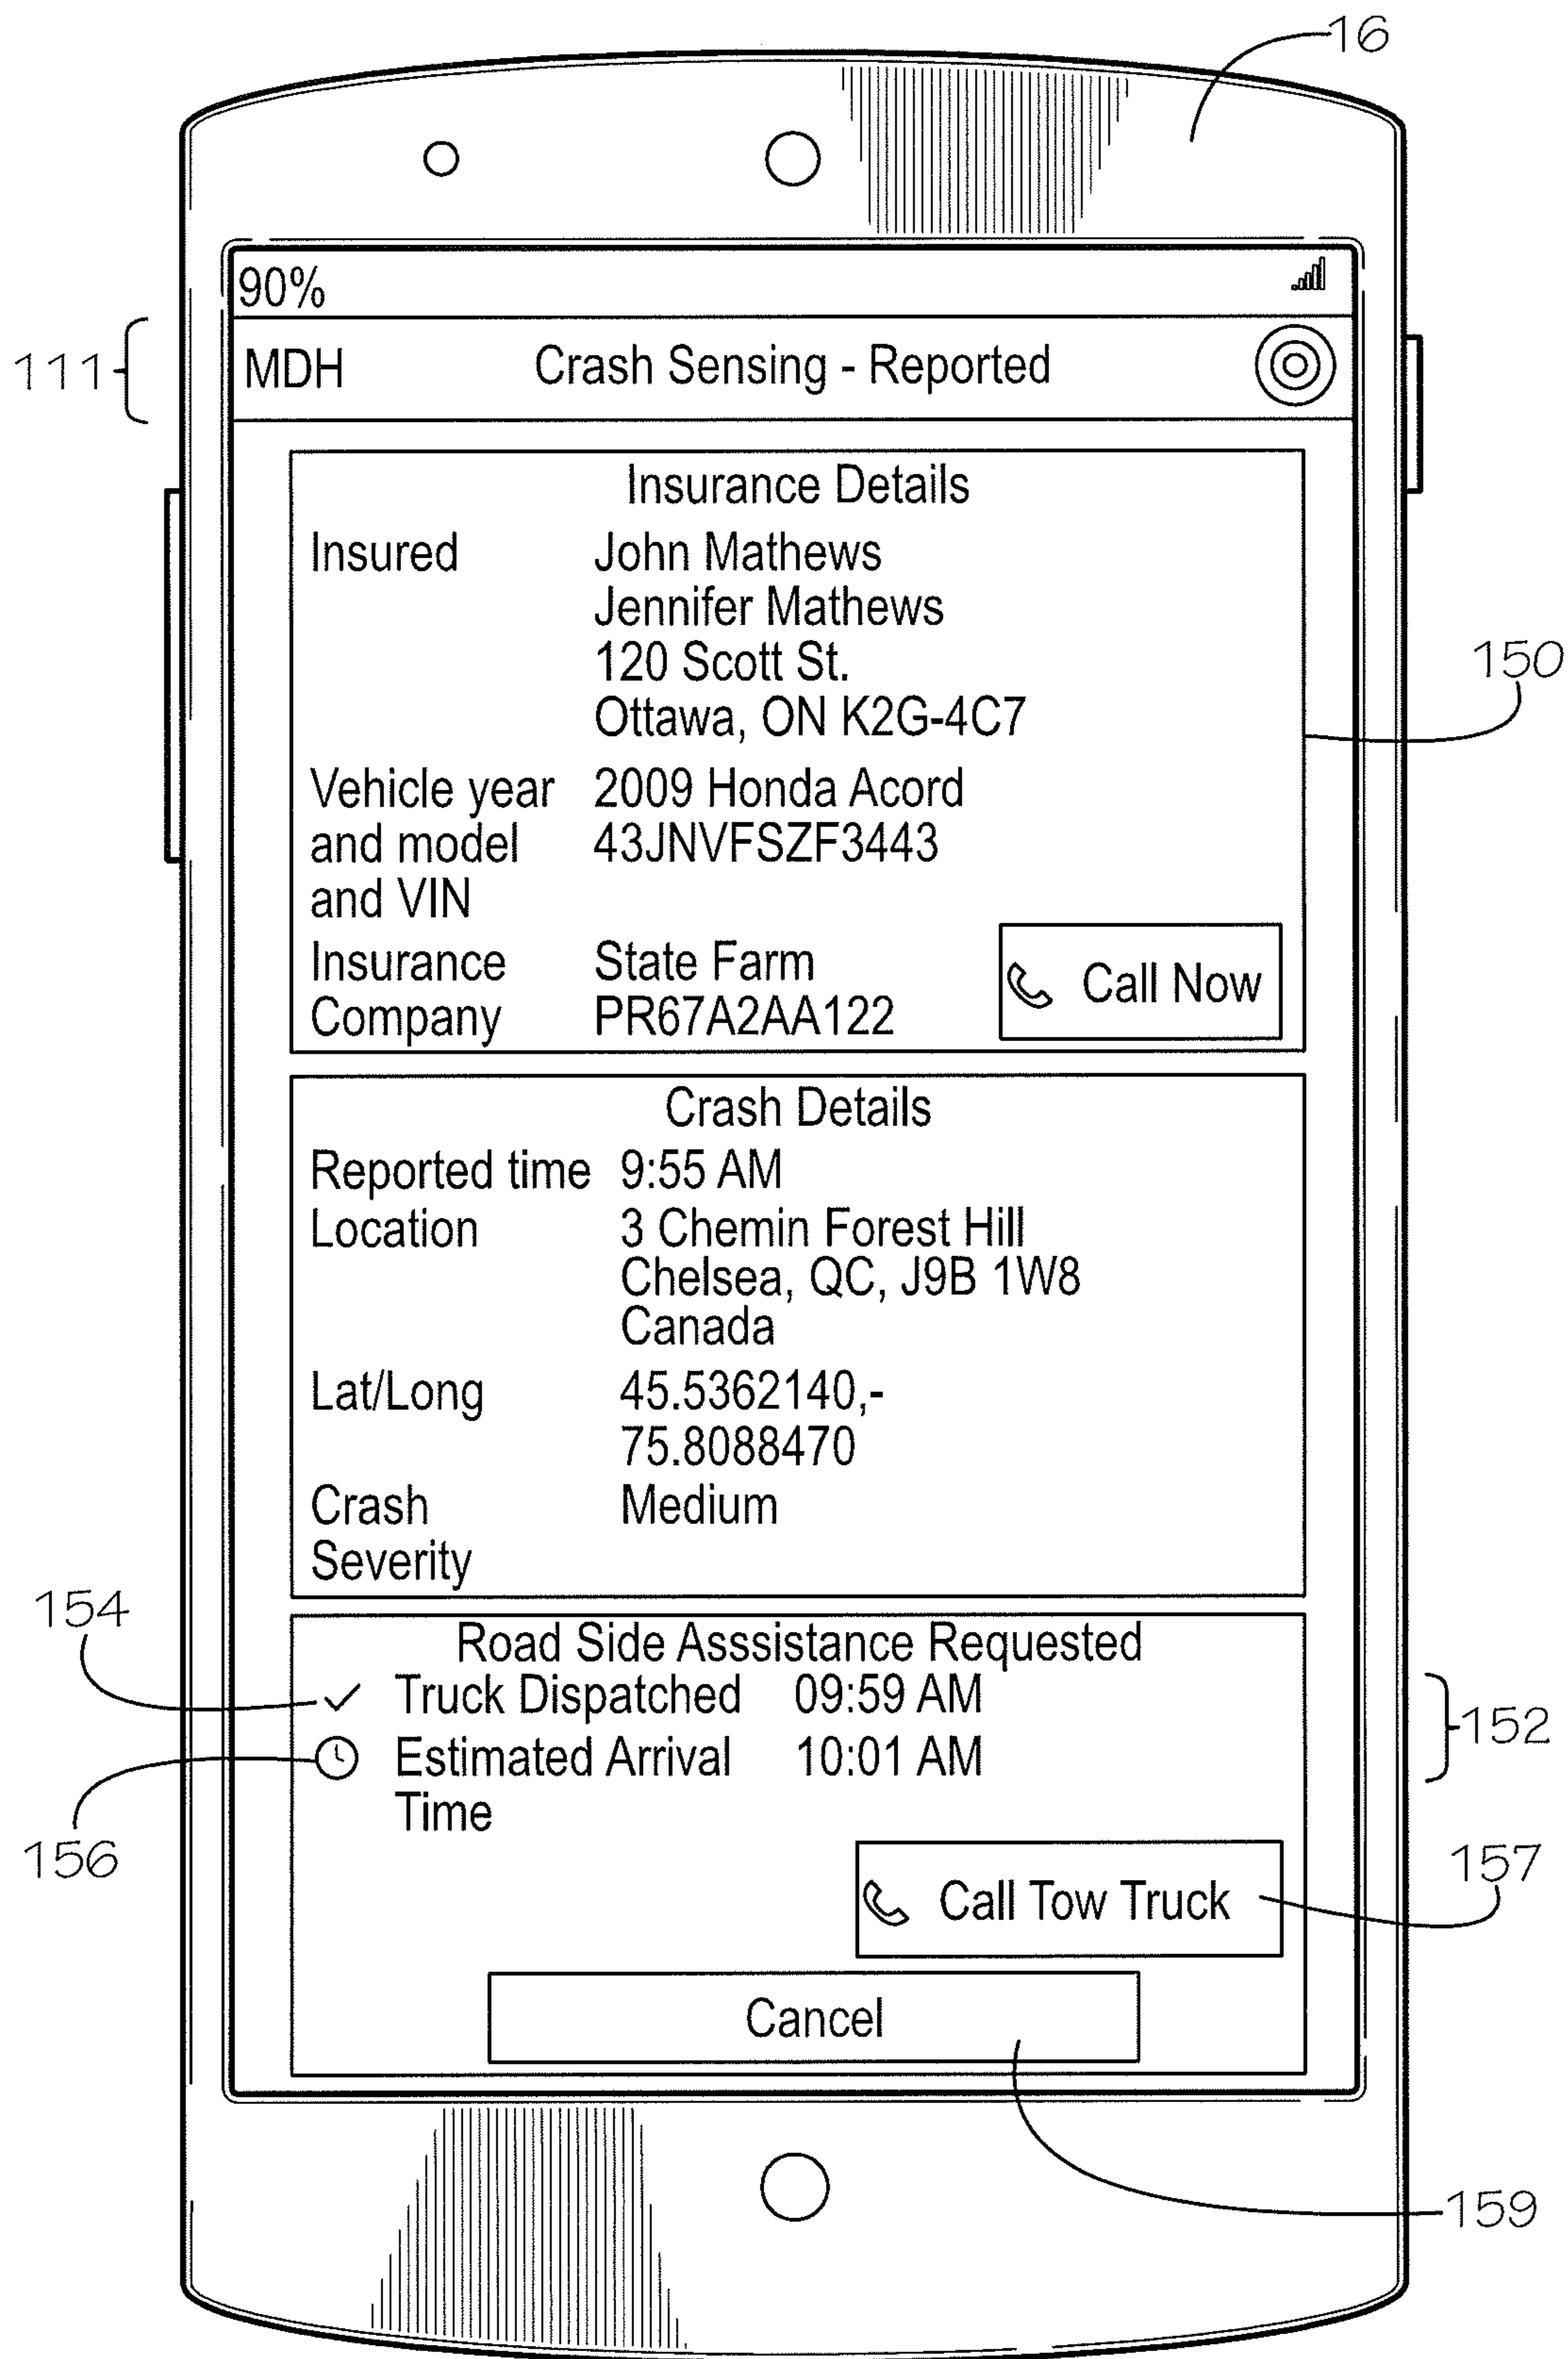 16
90%
111
MDH Crash Sensing - Reported
Insurance Details
Insured John Mathews
Jennifer Mathews
120 Scott St.
Ottawa, ON K2G-4C7
150
Vehicle year 2009 Honda Acord
and model 43JNVFSZF3443
and VIN
Insurance State Farm
Company PR67A2AA122
Call Now
Crash Details
Reported time 9:55 AM
Location 3 Chemin Forest Hill
Chelsea, QC, J9B 1W8
Canada
Lat/Long 45.5362140,-
75.8088470
Crash Medium
Severity
154
Road Side Asssistance Requested
Truck Dispatched 09:59 AM
152
Estimated Arrival 10:01 AM
Time
156
157
Call Tow Truck
Cancel
159